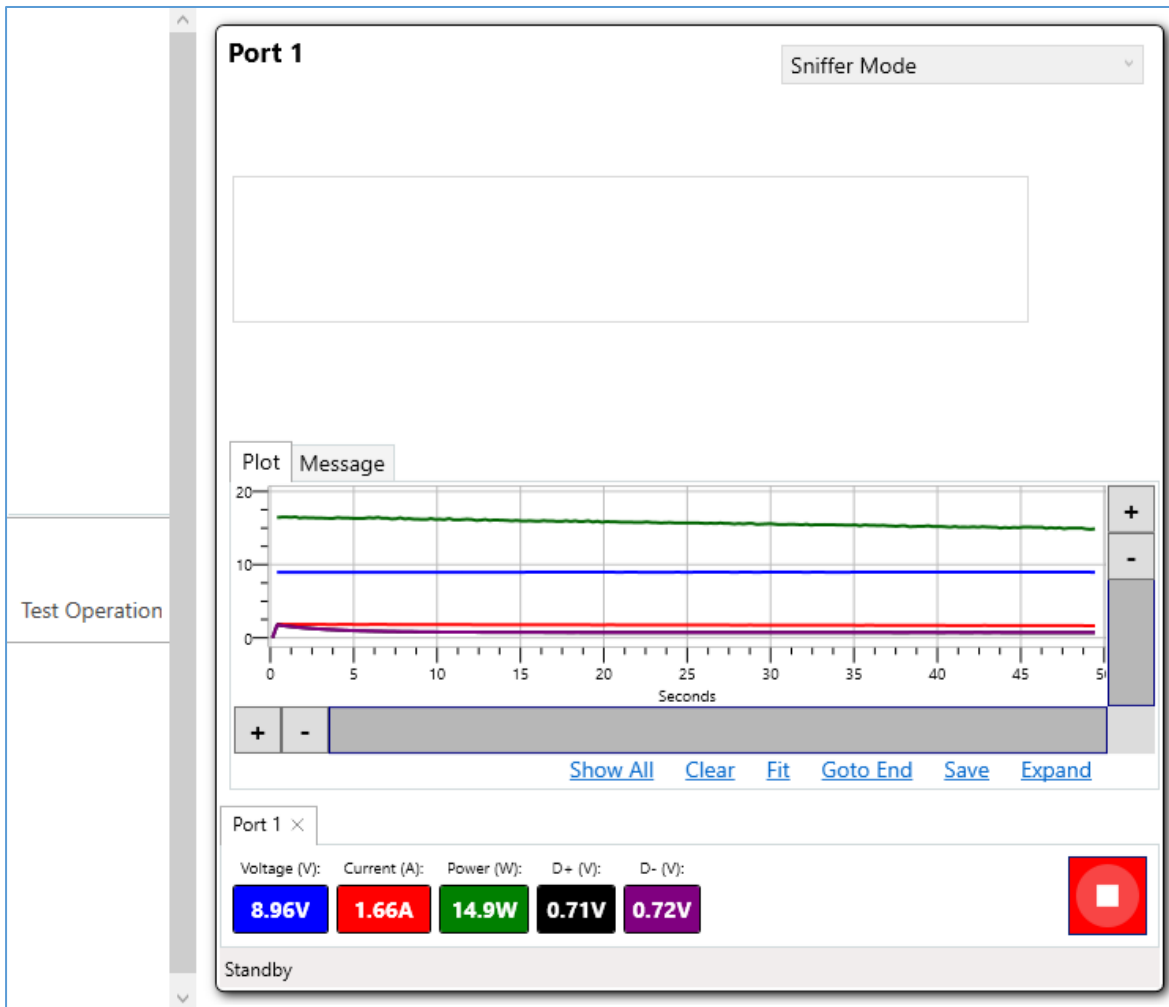 Port 1
Sniffer Mode
Plot Message
20
10
0
0 5 10 15 20 25 30 35 40 45
Seconds
+
-
+ -
Show All Clear Fit Goto End Save Expand
Test Operation
Port 1
Voltage (V): Current (A): Power (W): D+ (V): D- (V):
8.96V 1.66A 14.9W 0.71V 0.72V
Standby